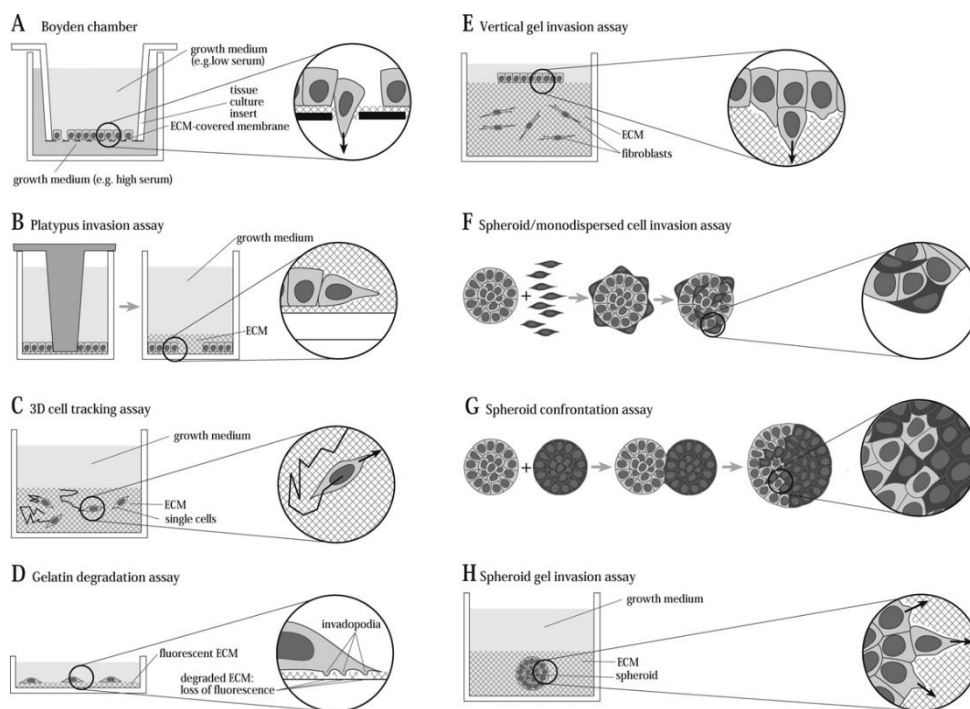 A Boyden chamber
growth medium
(e.g.low serum)
tissue
culture
insert
ECM-covered membrane
growth medium (e.g. high serum)
B Platypus invasion assay
growth medium
ECM
C 3D cell tracking assay
growth medium
ECM
single cells
D Gelatin degradation assay
invadopodia
fluorescent ECM
degraded ECM:
loss of fluorescence
E Vertical gel invasion assay
ECM
fibroblasts
F Spheroid/monodispersed cell invasion assay
+
G Spheroid confrontation assay
+
H Spheroid gel invasion assay
growth medium
ECM
spheroid